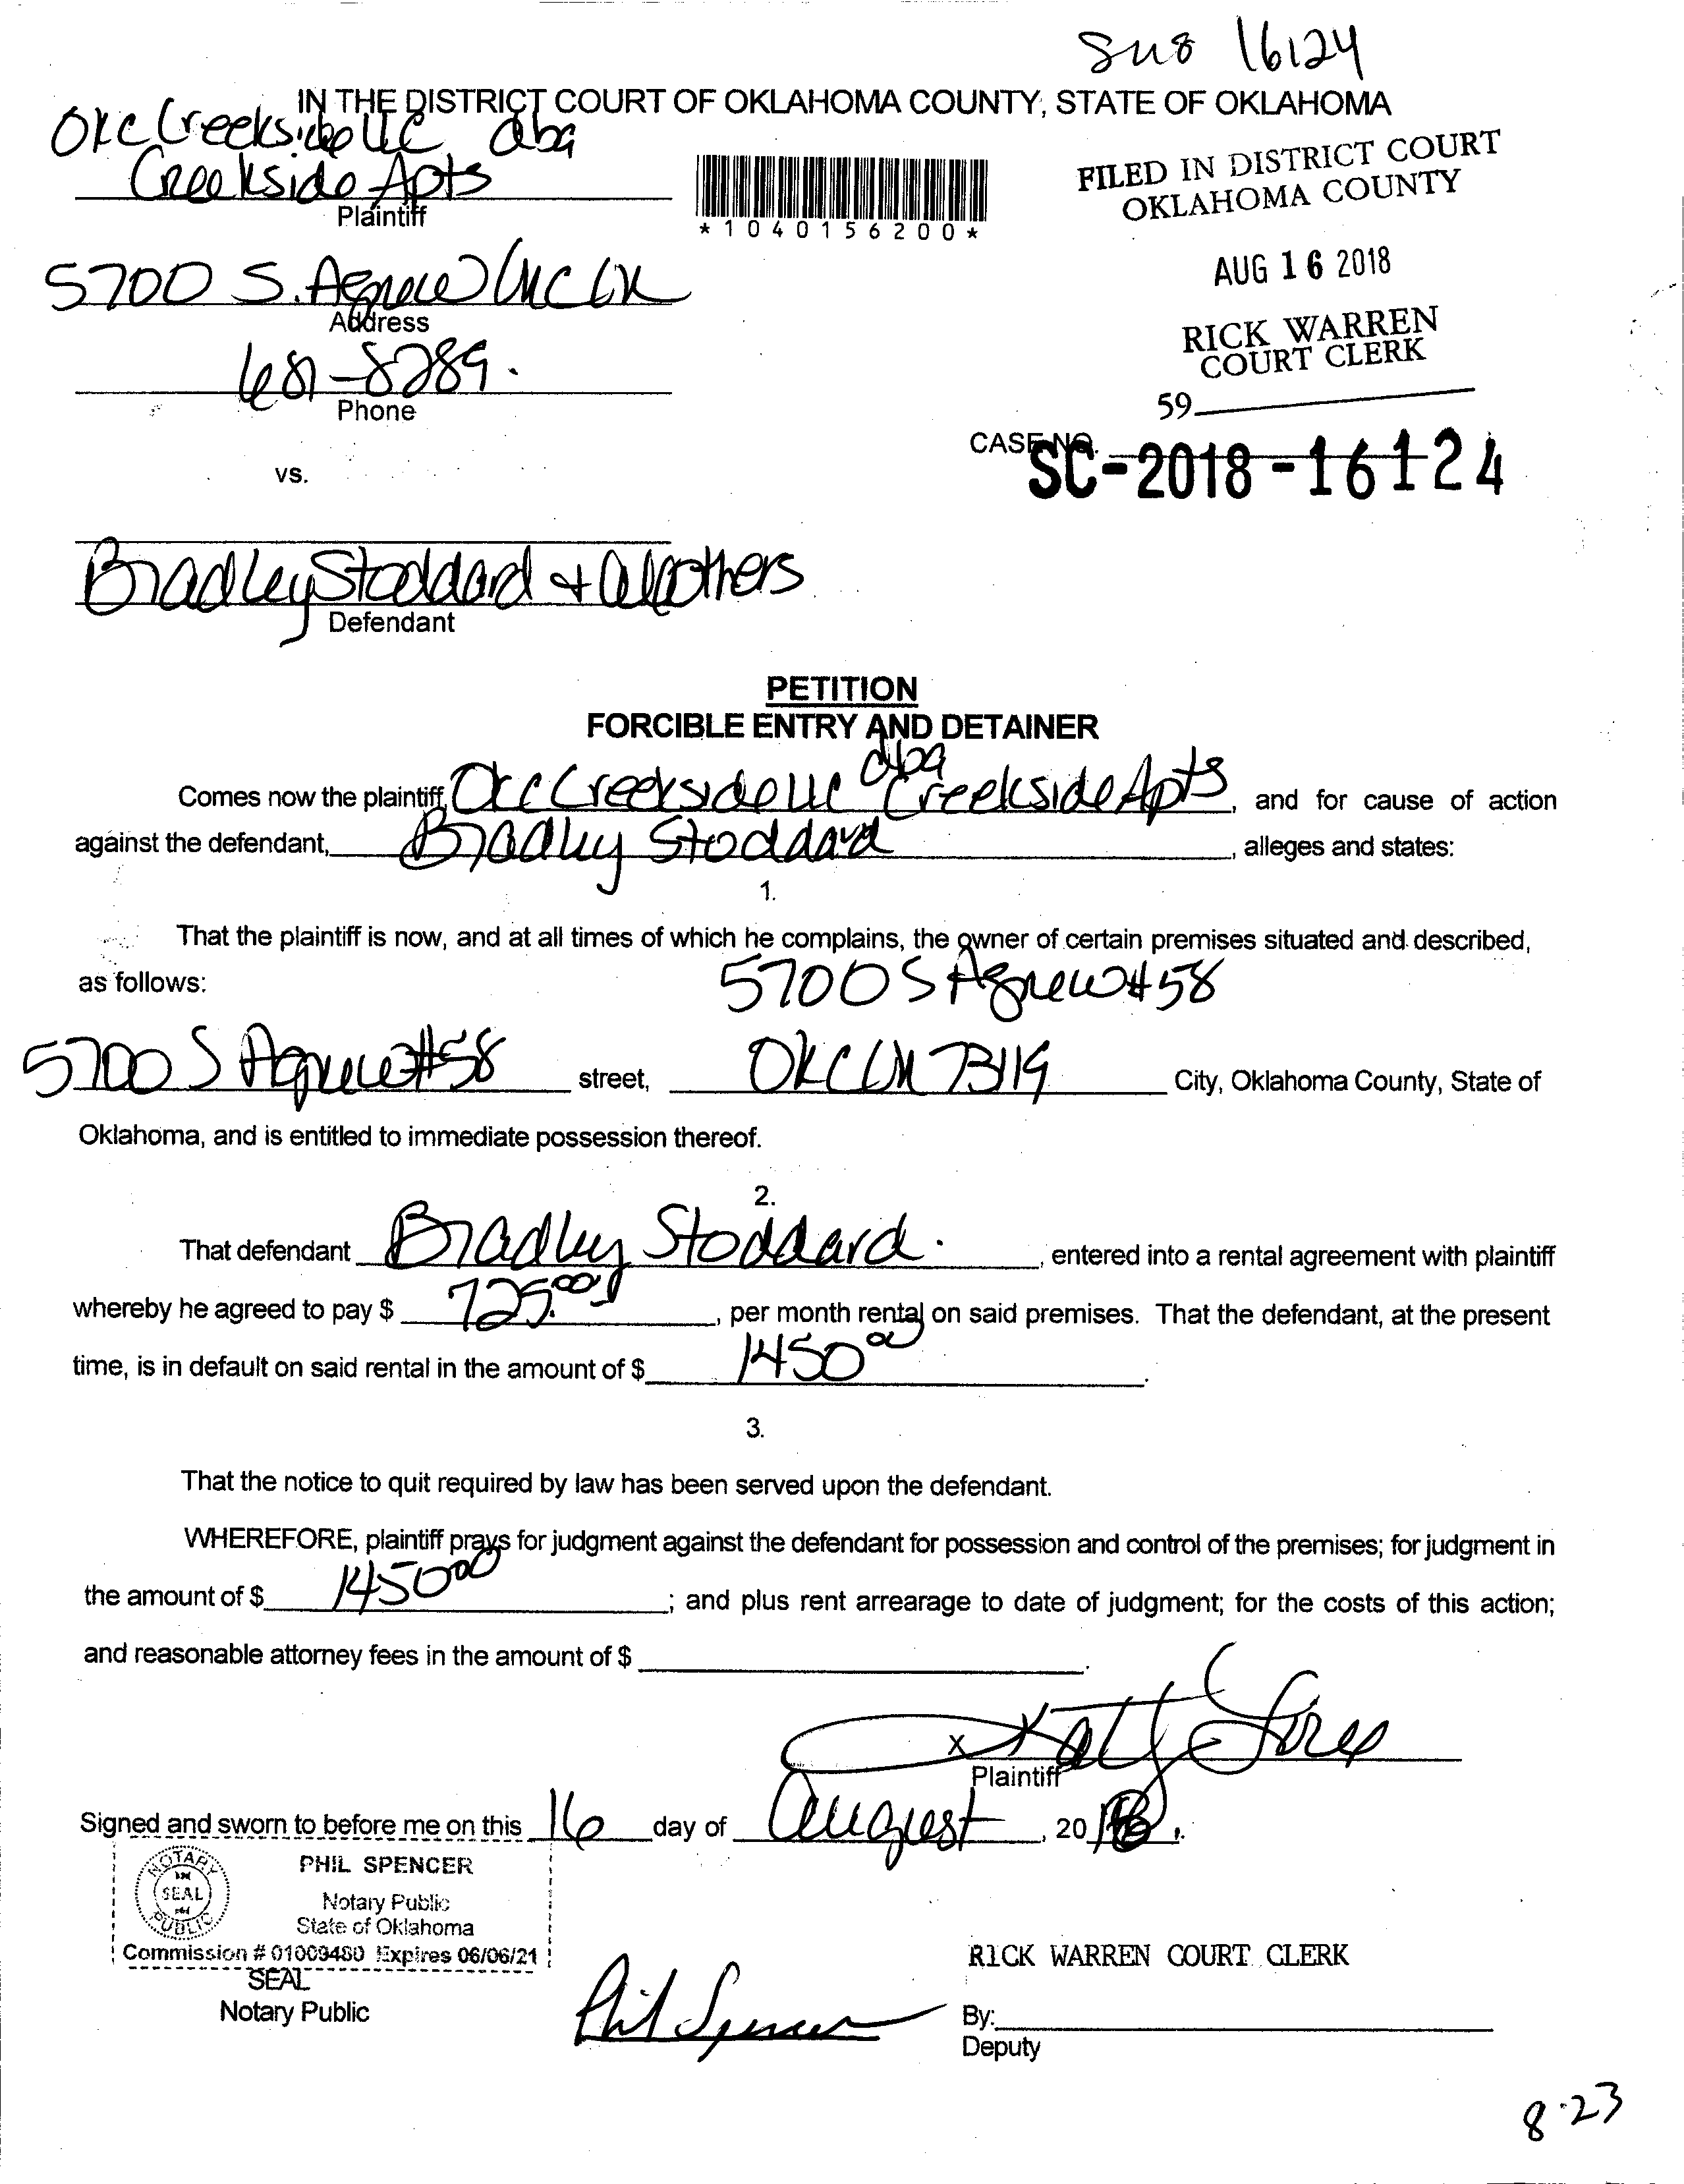 16124
IN THE DISTRICT COURT OF OKLAHOMA COUNTY, STATE OF OKLAHOMA
OKC Creekside LLC dba
Creekside Apts
Plaintiff
*1040156200*
FILED IN DISTRICT COURT
OKLAHOMA COUNTY
AUG 16 2018
RICK WARREN
COURT CLERK
59
5700 S. Agnew OKC OK
Address
681-8289.
Phone
vs.
CASE NO.
SC-2018-16124
Bradley Stoddard + all others
Defendant
PETITION
FORCIBLE ENTRY AND DETAINER
Comes now the plaintiff, OKC Creekside LLC dba Creekside Apts, and for cause of action
against the defendant, Bradley Stoddard, alleges and states:
1.
That the plaintiff is now, and at all times of which he complains, the owner of certain premises situated and described,
as follows: 5700 S Agnew #58
5700 S Agnew #58 street, OKC OK 73119 City, Oklahoma County, State of
Oklahoma, and is entitled to immediate possession thereof.
2.
That defendant Bradley Stoddard., entered into a rental agreement with plaintiff
whereby he agreed to pay $ 725.00, per month rental on said premises. That the defendant, at the present
time, is in default on said rental in the amount of $ 1450 00.
3.
That the notice to quit required by law has been served upon the defendant.
WHEREFORE, plaintiff prays for judgment against the defendant for possession and control of the premises; for judgment in
the amount of $ 1450 00; and plus rent arrearage to date of judgment; for the costs of this action;
and reasonable attorney fees in the amount of $ .
X
Plaintiff
Signed and sworn to before me on this 16 day of August, 2018.
NOTARY PUBLIC SEAL
PHIL SPENCER
Notary Public
State of Oklahoma
Commission # 01009480 Expires 06/06/21
SEAL
Notary Public
Phil Spencer
RICK WARREN COURT CLERK
By:
Deputy
8-23